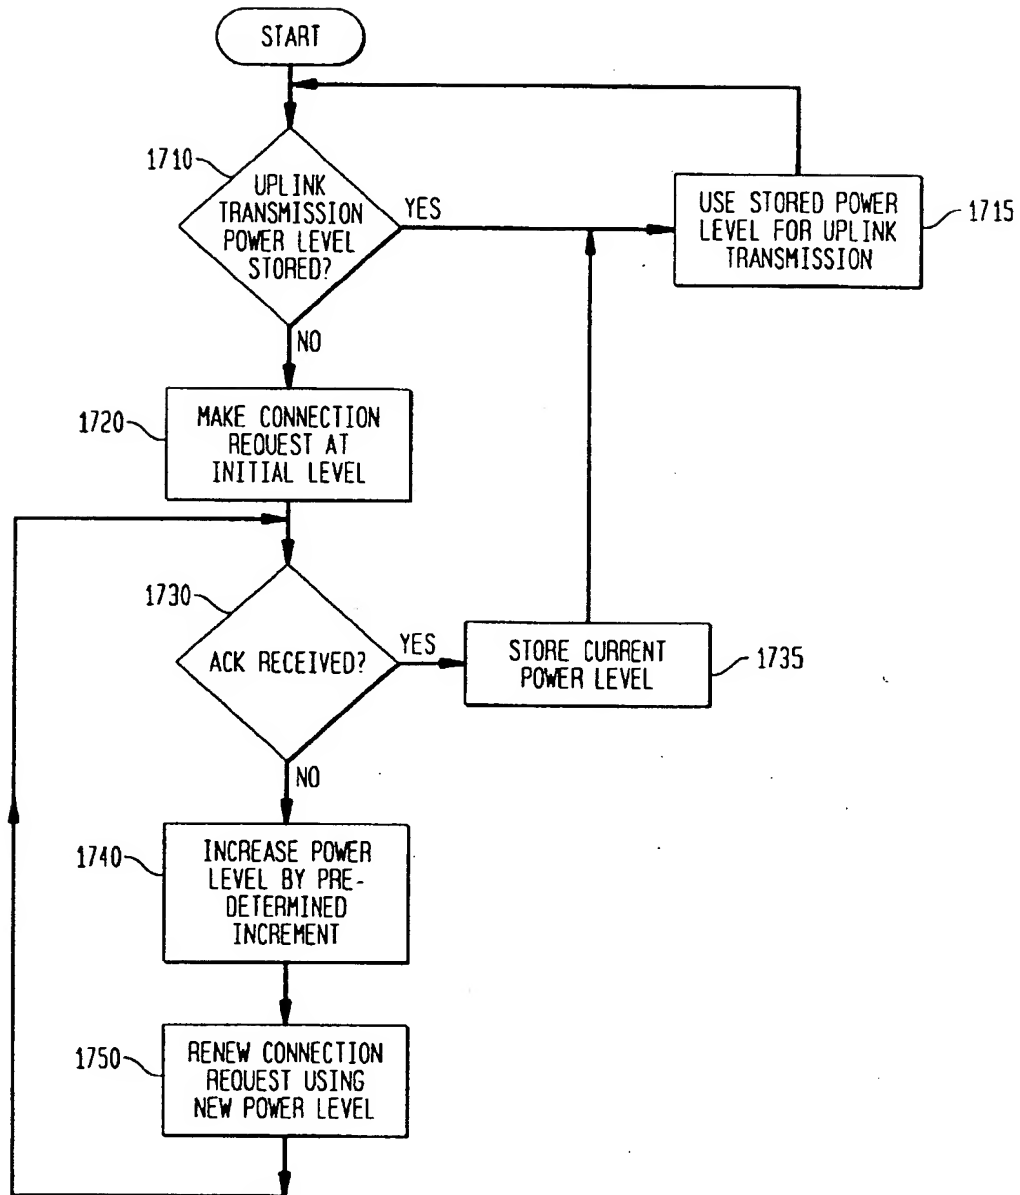 START
1710
UPLINK
TRANSMISSION
POWER LEVEL
STORED?
YES
NO
USE STORED POWER
LEVEL FOR UPLINK
TRANSMISSION
1715
1720
MAKE CONNECTION
REQUEST AT
INITIAL LEVEL
1730
ACK RECEIVED?
YES
NO
STORE CURRENT
POWER LEVEL
1735
1740
INCREASE POWER
LEVEL BY PRE-
DETERMINED
INCREMENT
1750
RENEW CONNECTION
REQUEST USING
NEW POWER LEVEL